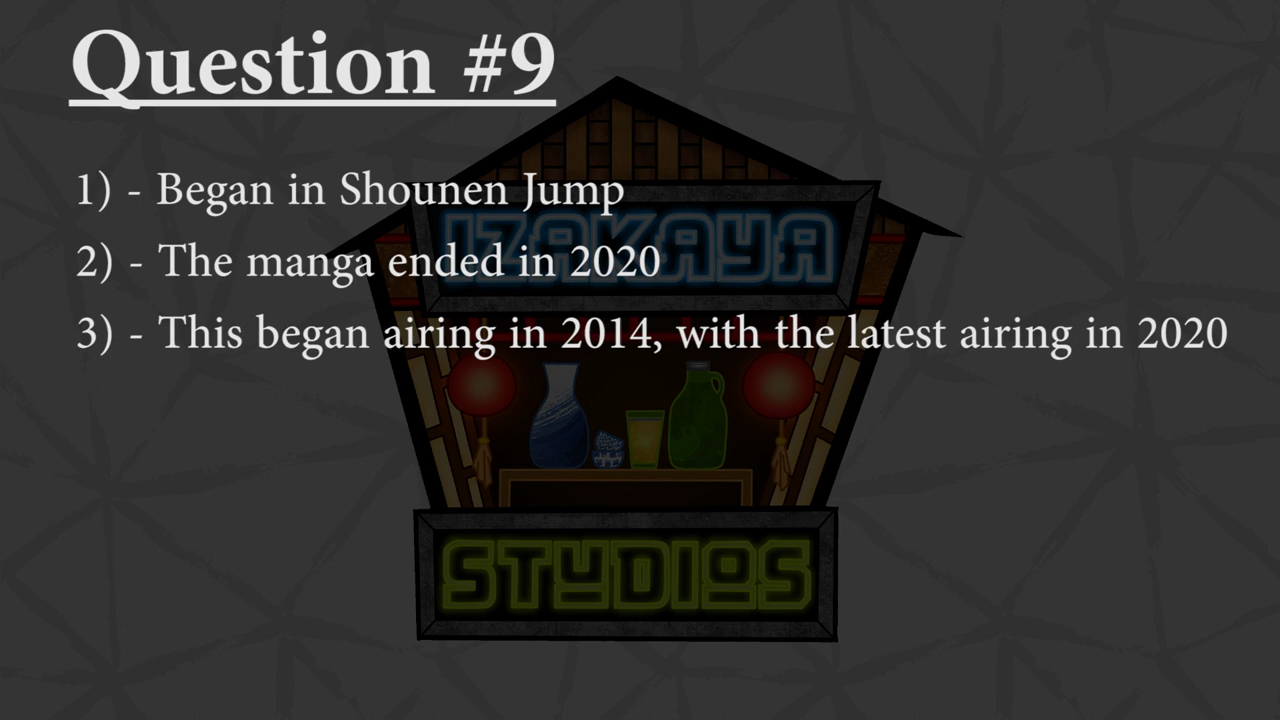 Question #9
1) - Began in Shounen Jump
2) - The manga ended in 2020
3) - This began airing in 2014, with the latest airing in 2020
IZAKAYA
STUDIOS